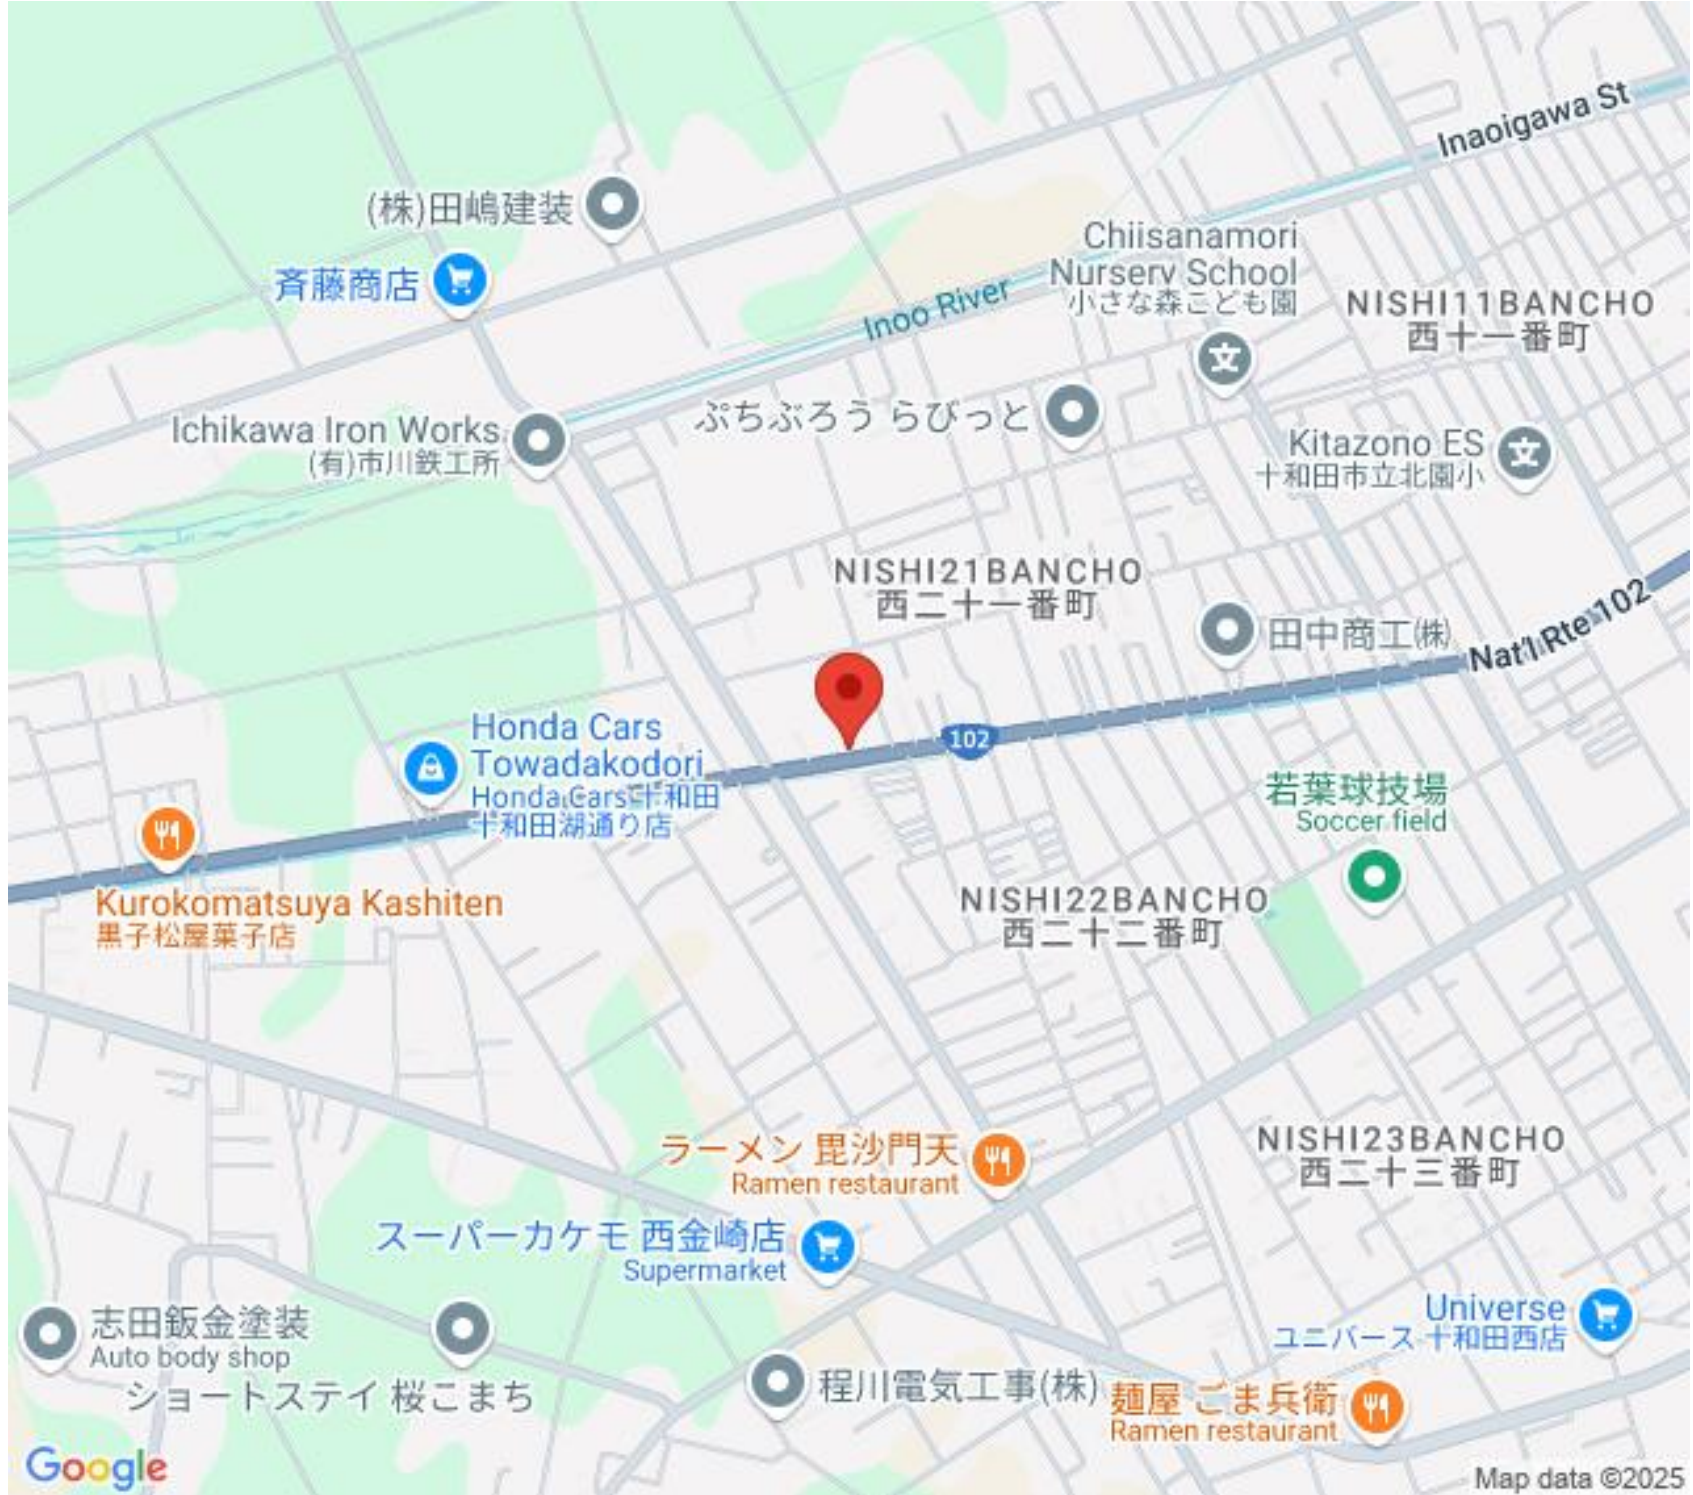 Inaoigawa St
(株)田嶋建装
斉藤商店
Chiisanamori
Nursery School
小さな森こども園
Inoo River
NISHI11BANCHO
西十一番町
Ichikawa Iron Works
(有)市川鉄工所
ぷちぶろう らびっと
Kitazono ES
十和田市立北園小
NISHI21BANCHO
西二十一番町
田中商工㈱
Nat'l Rte 102
102
Honda Cars
Towadakodori
Honda Cars 十和田
十和田湖通り店
若葉球技場
Soccer field
Kurokomatsuya Kashiten
黒子松屋菓子店
NISHI22BANCHO
西二十二番町
NISHI23BANCHO
西二十三番町
ラーメン 毘沙門天
Ramen restaurant
スーパーカケモ 西金崎店
Supermarket
Universe
ユニバース 十和田西店
志田鈑金塗装
Auto body shop
ショートステイ 桜こまち
程川電気工事(株)
麺屋 ごま兵衛
Ramen restaurant
Google
Map data ©2025